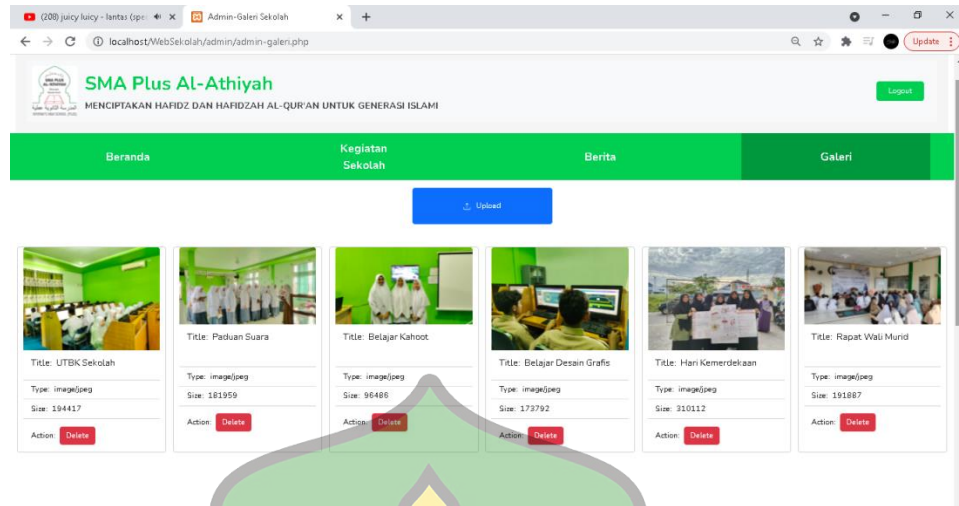 (208) juicy luicy - lantas (spe
Admin-Galeri Sekolah
localhost/WebSekolah/admin/admin-galeri.php
Update
SMA Plus Al-Athiyah
MENCIPTAKAN HAFIDZ DAN HAFIDZAH AL-QUR'AN UNTUK GENERASI ISLAMI
Logout
Beranda
Kegiatan
Sekolah
Berita
Galeri
Upload
Title: UTBK Sekolah
Type: image/jpeg
Size: 194417
Action: Delete
Title: Paduan Suara
Type: image/jpeg
Size: 181959
Action: Delete
Title: Belajar Kahoot
Type: image/jpeg
Size: 96486
Action: Delete
Title: Belajar Desain Grafis
Type: image/jpeg
Size: 173792
Action: Delete
Title: Hari Kemerdekaan
Type: image/jpeg
Size: 310112
Action: Delete
Title: Rapat Wali Murid
Type: image/jpeg
Size: 191887
Action: Delete